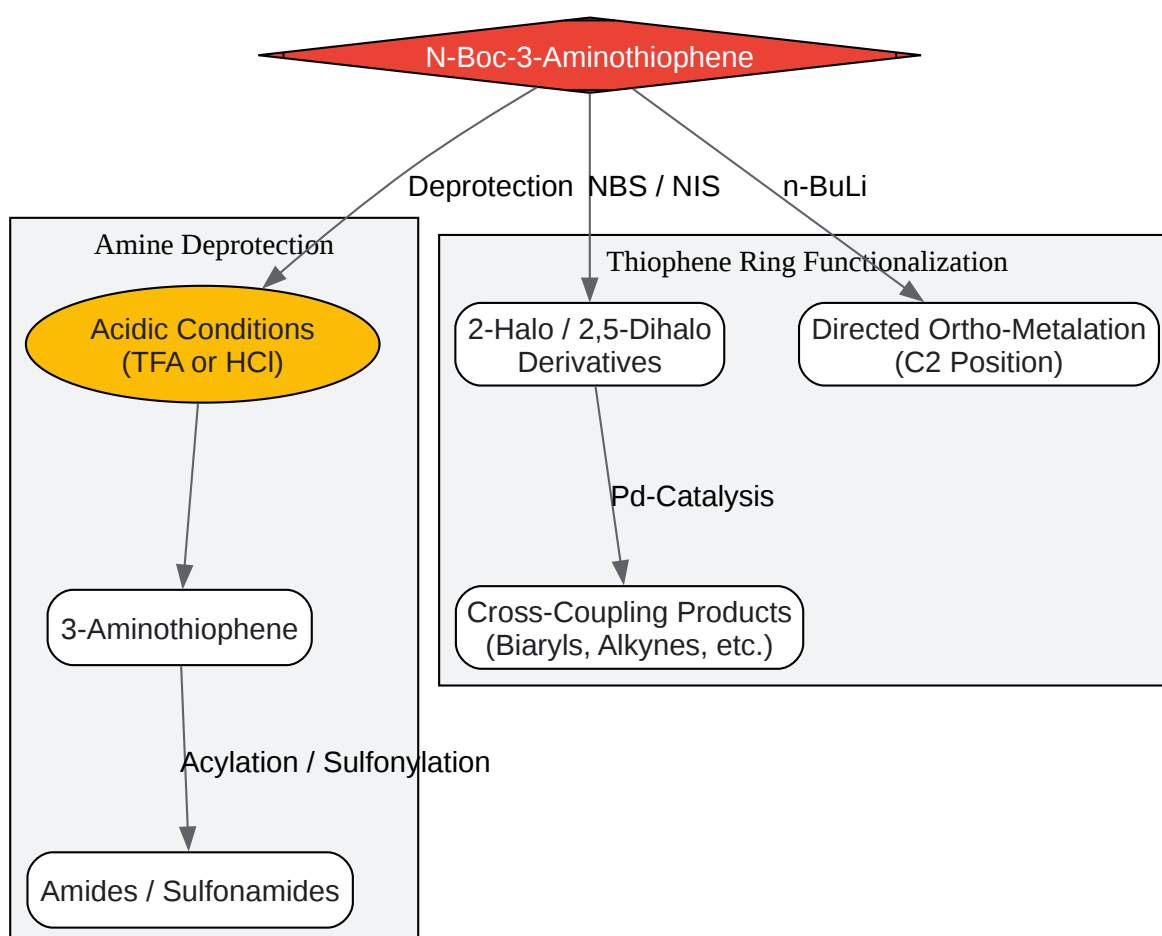 N-Boc-3-Aminothiophene
Deprotection
NBS / NIS
n-BuLi
Amine Deprotection
Thiophene Ring Functionalization
Acidic Conditions
(TFA or HCl)
2-Halo / 2,5-Dihalo
Derivatives
Directed Ortho-Metalation
(C2 Position)
Pd-Catalysis
3-Aminothiophene
Cross-Coupling Products
(Biaryls, Alkynes, etc.)
Acylation / Sulfonylation
Amides / Sulfonamides